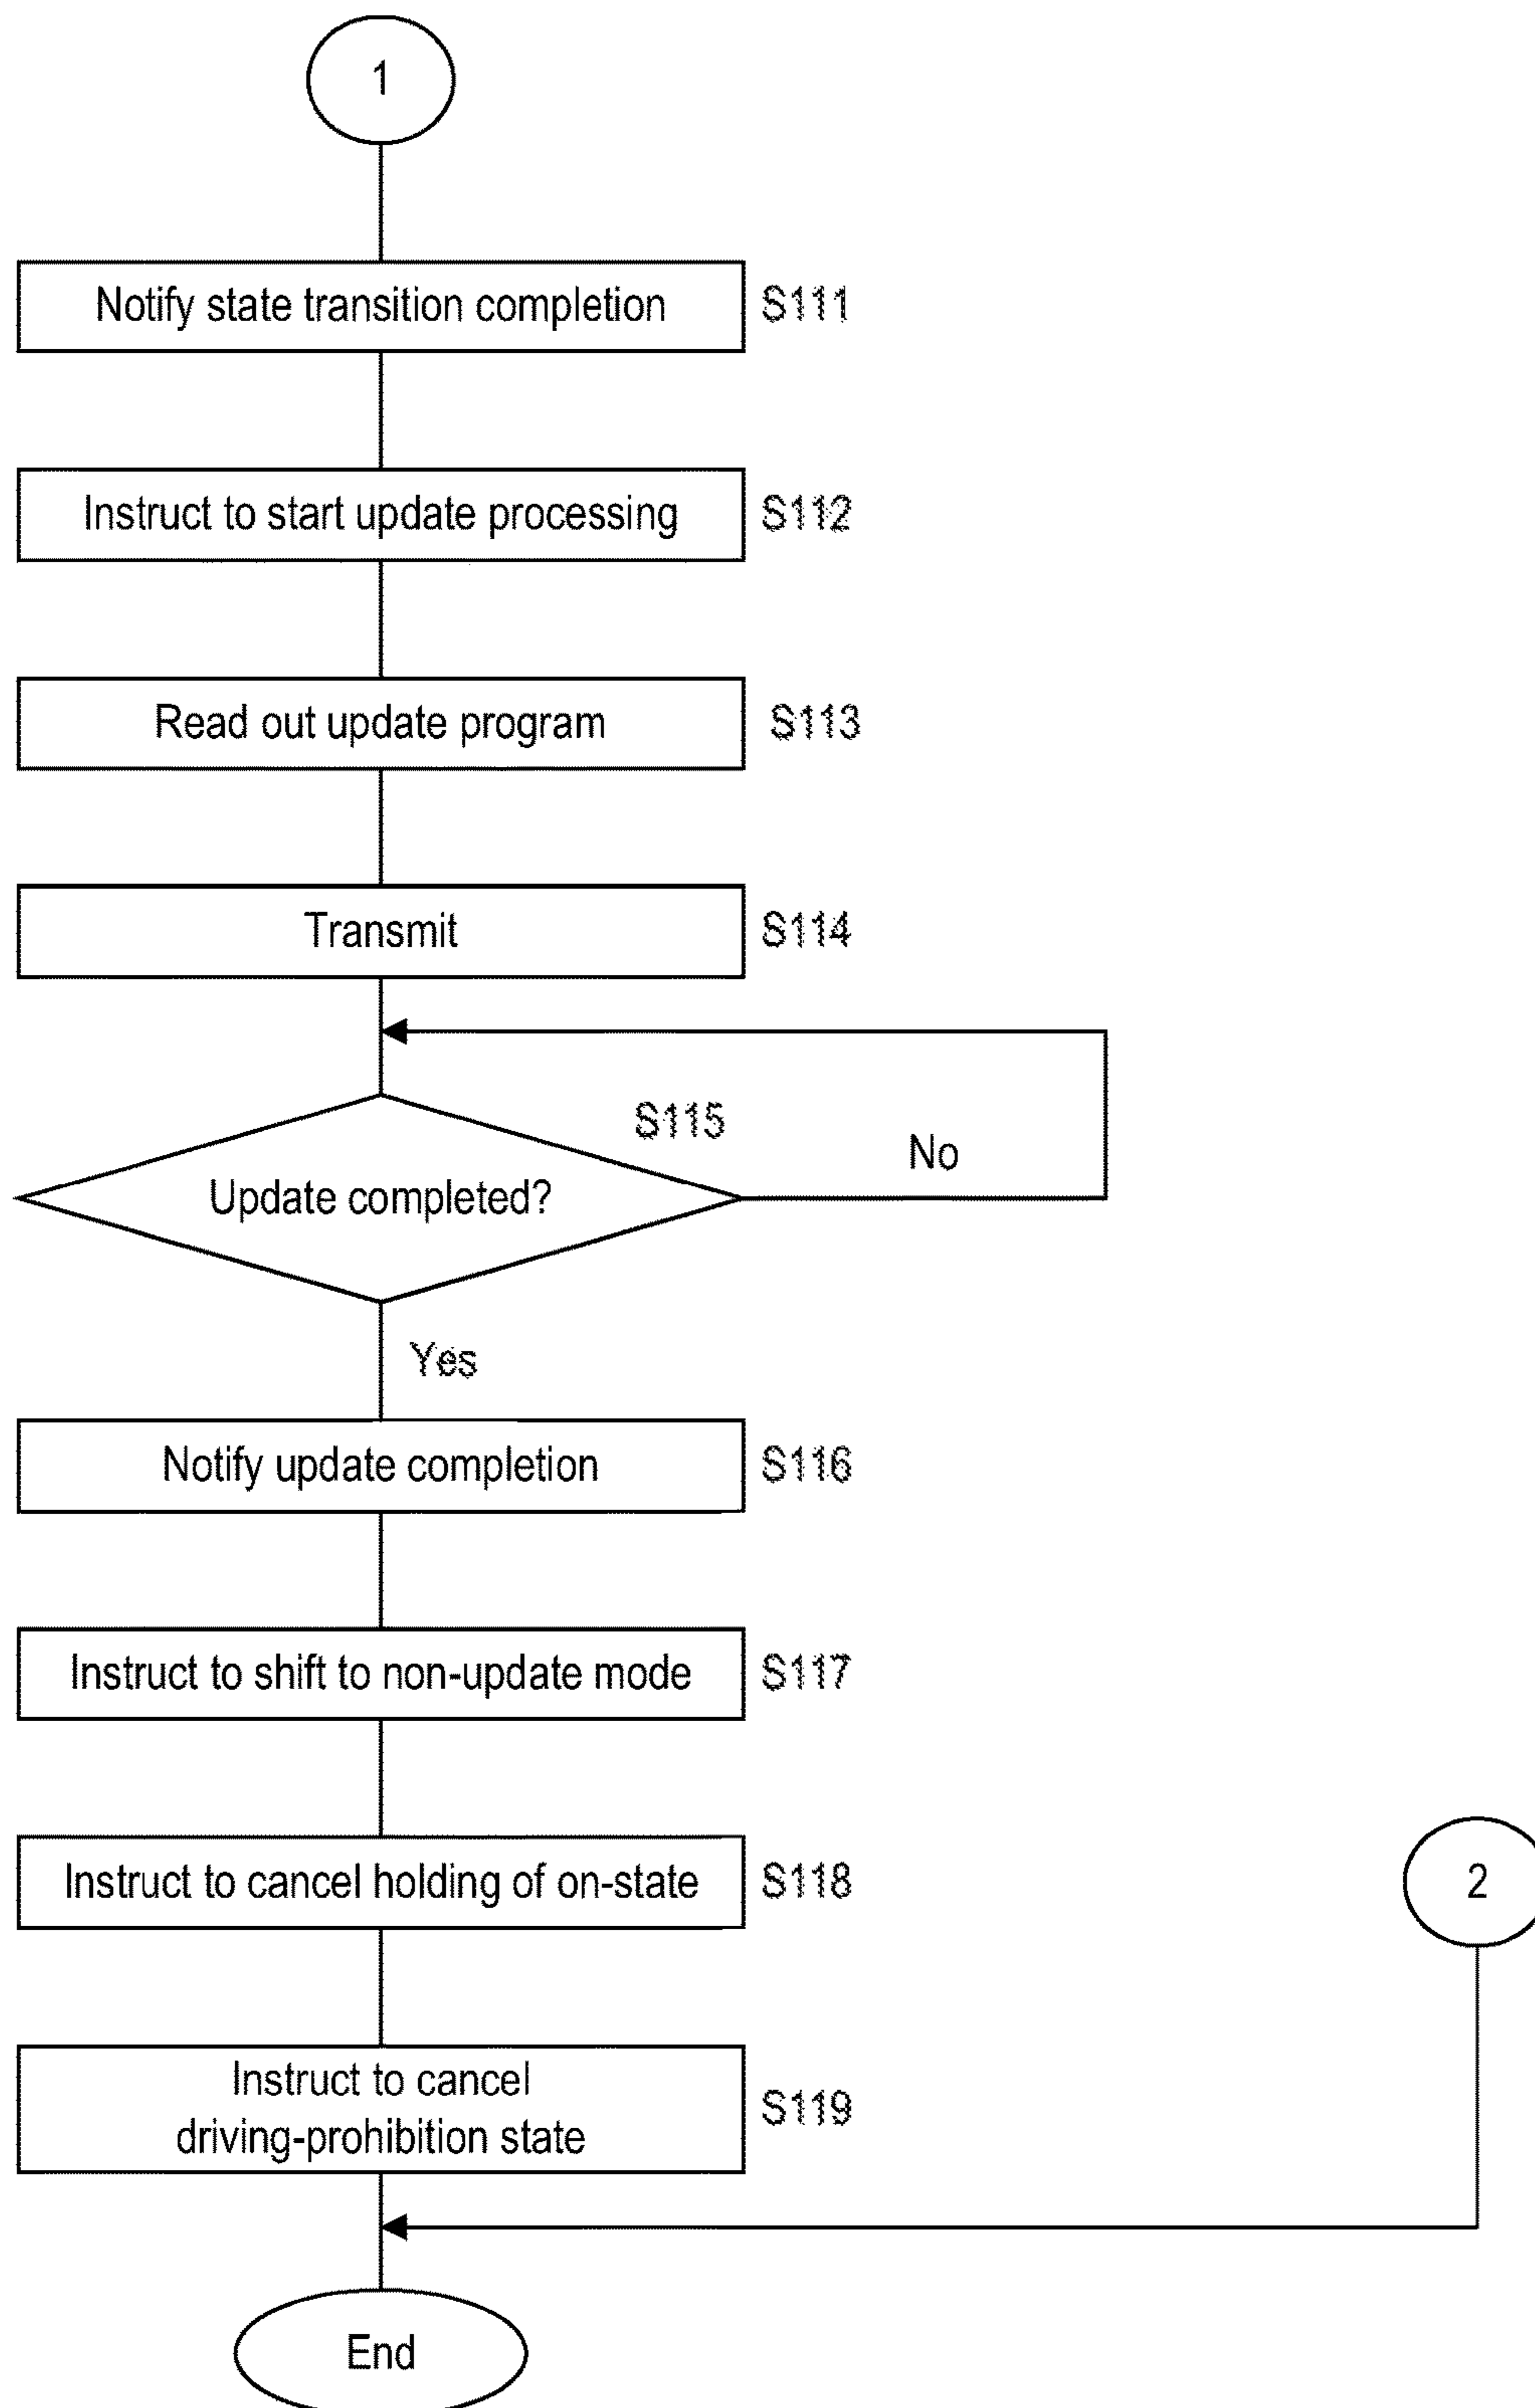 1
Notify state transition completion S111
Instruct to start update processing S112
Read out update program S113
Transmit S114
S115
No
Update completed?
Yes
Notify update completion S116
Instruct to shift to non-update mode S117
Instruct to cancel holding of on-state S118
2
Instruct to cancel
driving-prohibition state S119
End